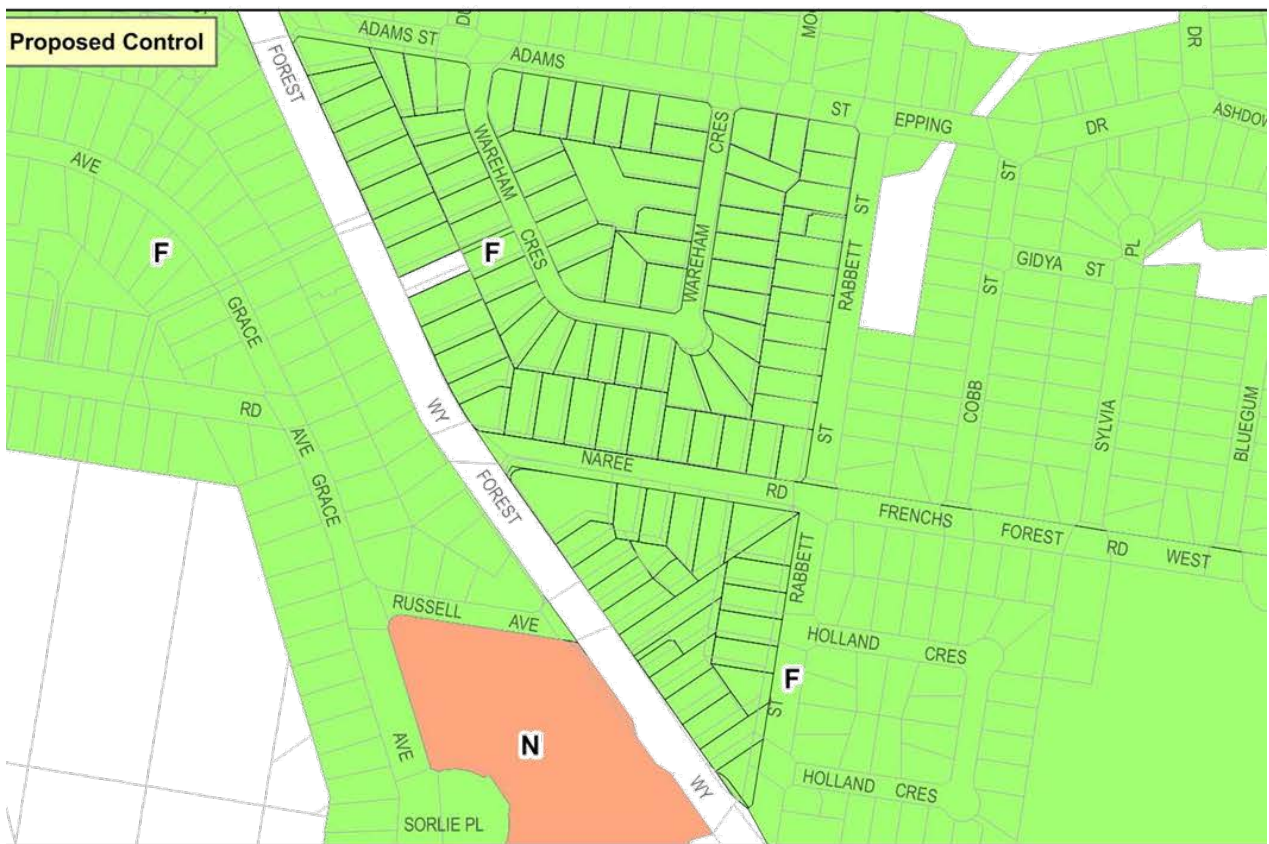 Proposed Control
FOREST
ADAMS ST
ADAMS
ST
EPPING
DR
DR
ASHDOW
AVE
WAREHAM
CRES
CRES
WAREHAM
ST
RABBETT
ST
F
F
GIDYA ST
PL
GRACE
ST
COBB
SYLVIA
BLUEGUM
RD
AVE
GRACE
WY
ST
NAREE
RD
FOREST
FRENCHS FOREST RD WEST
RABBETT
RUSSELL AVE
HOLLAND CRES
F
ST
N
AVE
WY
HOLLAND CRES
SORLIE PL